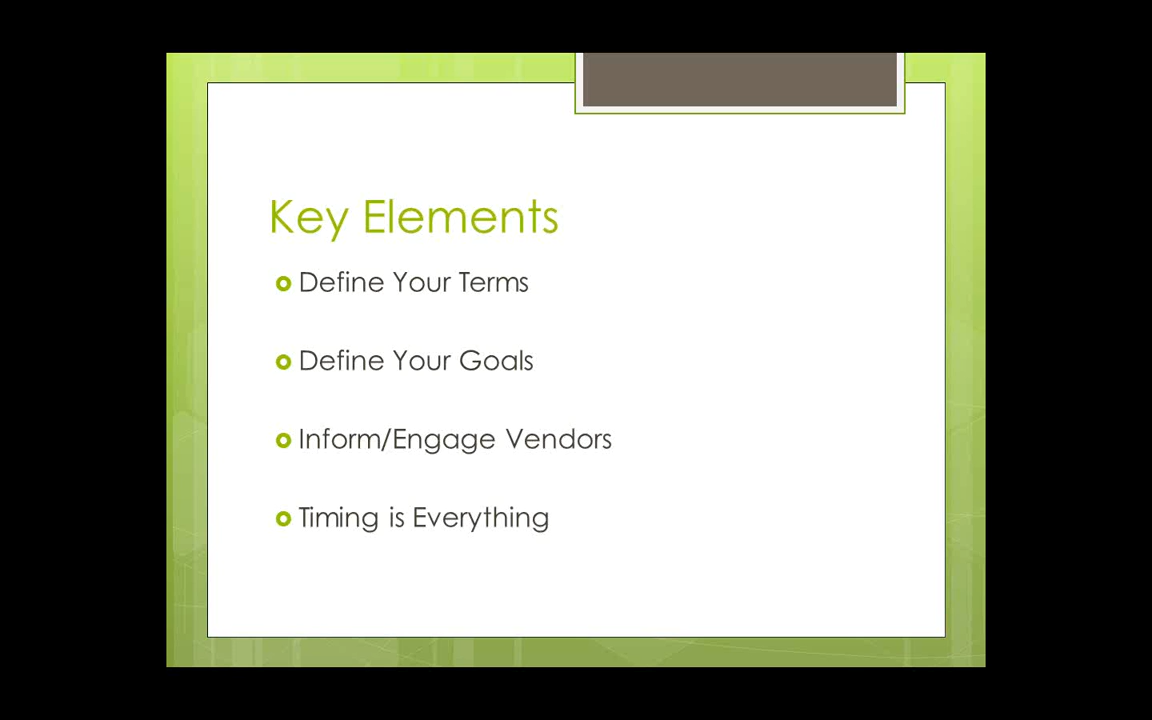 Key Elements
Define Your Terms
Define Your Goals
Inform/Engage Vendors
Timing is Everything